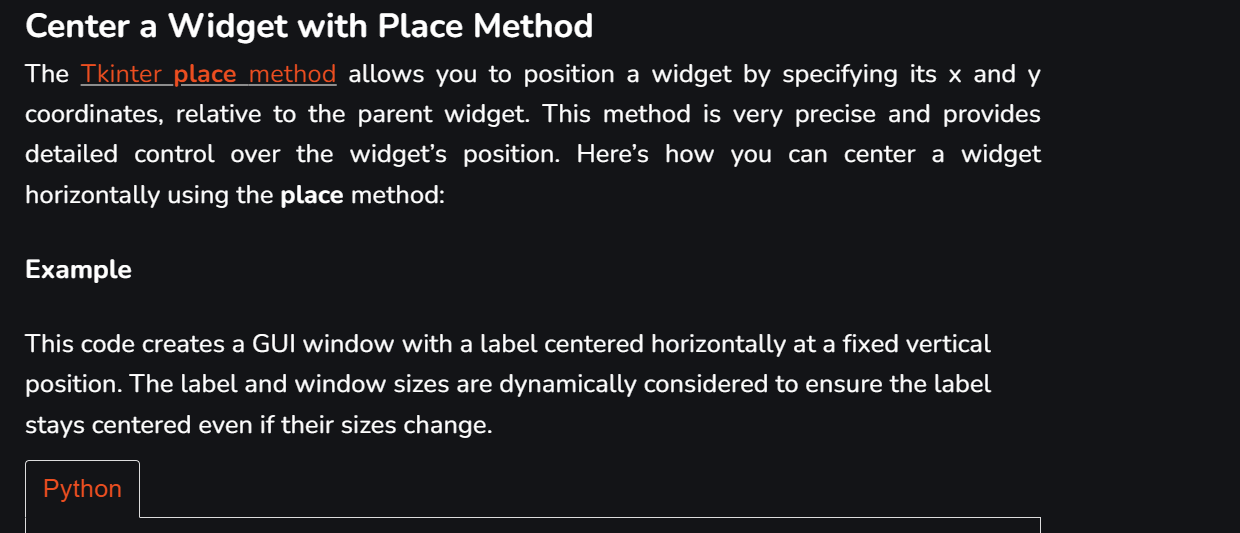 Center a Widget with Place Method
The Tkinter place method allows you to position a widget by specifying its x and y
coordinates, relative to the parent widget. This method is very precise and provides
detailed control over the widget’s position. Here’s how you can center a widget
horizontally using the place method:
Example
This code creates a GUI window with a label centered horizontally at a fixed vertical
position. The label and window sizes are dynamically considered to ensure the label
stays centered even if their sizes change.
Python